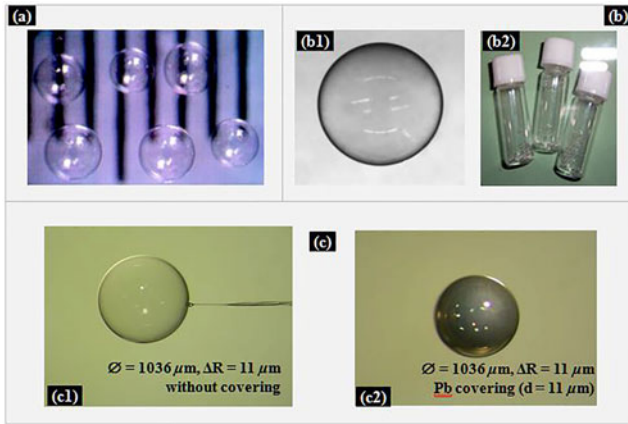 (a)
(b)
(b1)
(b2)
(c)
Ø = 1036 µm, ΔR = 11 µm
without covering
(c1)
Ø = 1036 µm, ΔR = 11 µm
Pb covering (d = 11 µm)
(c2)